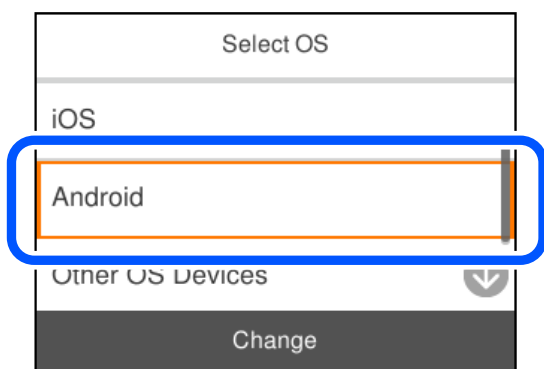 Select OS
iOS
Android
Other OS Devices
Change